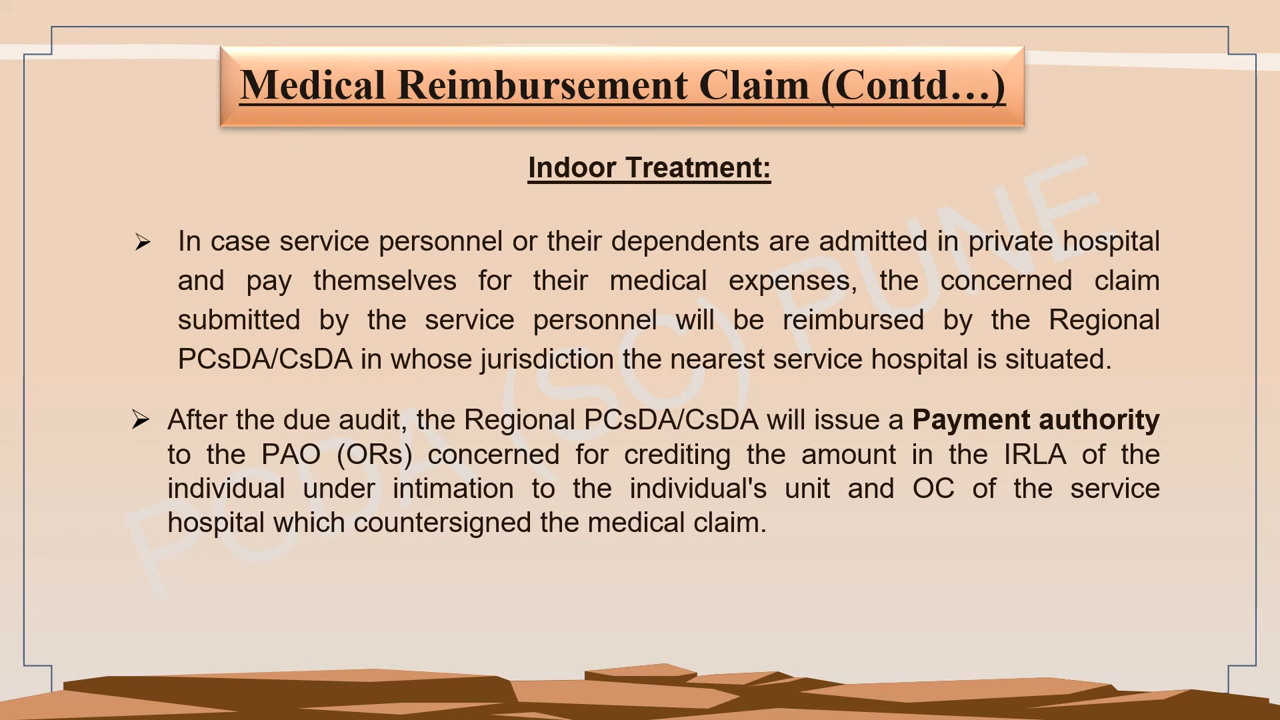 Medical Reimbursement Claim (Contd…)
Indoor Treatment:
➢ In case service personnel or their dependents are admitted in private hospital
and pay themselves for their medical expenses, the concerned claim
submitted by the service personnel will be reimbursed by the Regional
PCsDA/CsDA in whose jurisdiction the nearest service hospital is situated.
➢ After the due audit, the Regional PCsDA/CsDA will issue a Payment authority
to the PAO (ORs) concerned for crediting the amount in the IRLA of the
individual under intimation to the individual's unit and OC of the service
hospital which countersigned the medical claim.
PCDA (SC) PUNE